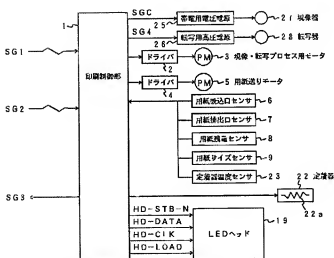 SGC
帯電用電圧電源
27 現像器
25
1
SG4
転写用高圧電源
28 転写器
26
SG1
ドライバ
PM
3 現像・転写プロセス用モータ
2
印刷制御部
ドライバ
PM
5 用紙送りモータ
4
用紙吸込口センサ
6
SG2
用紙排出口センサ
7
用紙残量センサ
8
用紙サイズセンサ
9
定着器温度センサ
23
22 定着器
SG3
22a
HD-STB-N
19
HD-DATA
HD-CLK
LEDヘッド
HD-LOAD